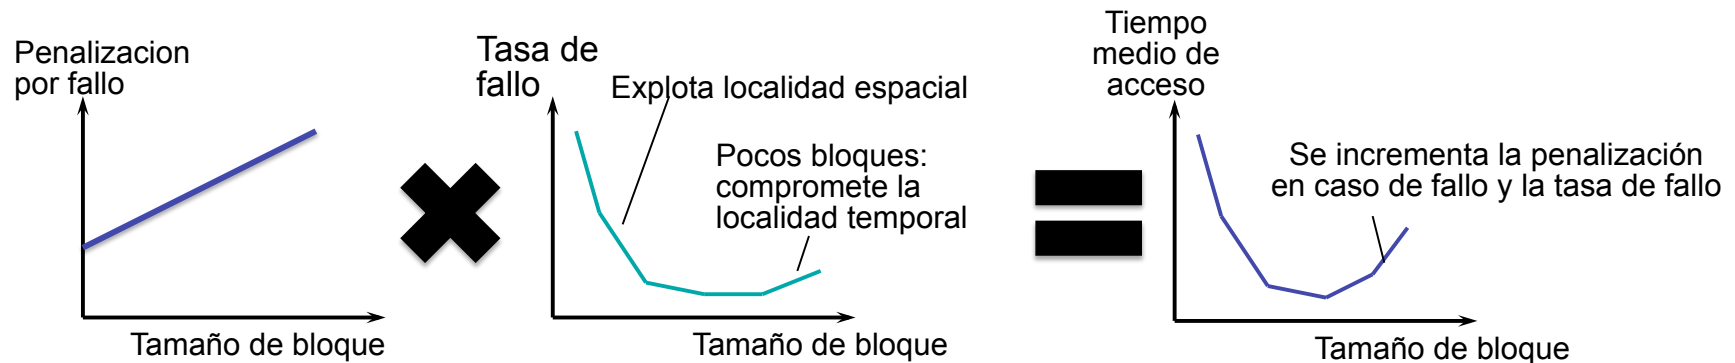 Penalizacion
por fallo
Tamaño de bloque
Tasa de
fallo
Explota localidad espacial
Pocos bloques:
compromete la
localidad temporal
Tamaño de bloque
Tiempo
medio de
acceso
Se incrementa la penalización
en caso de fallo y la tasa de fallo
Tamaño de bloque